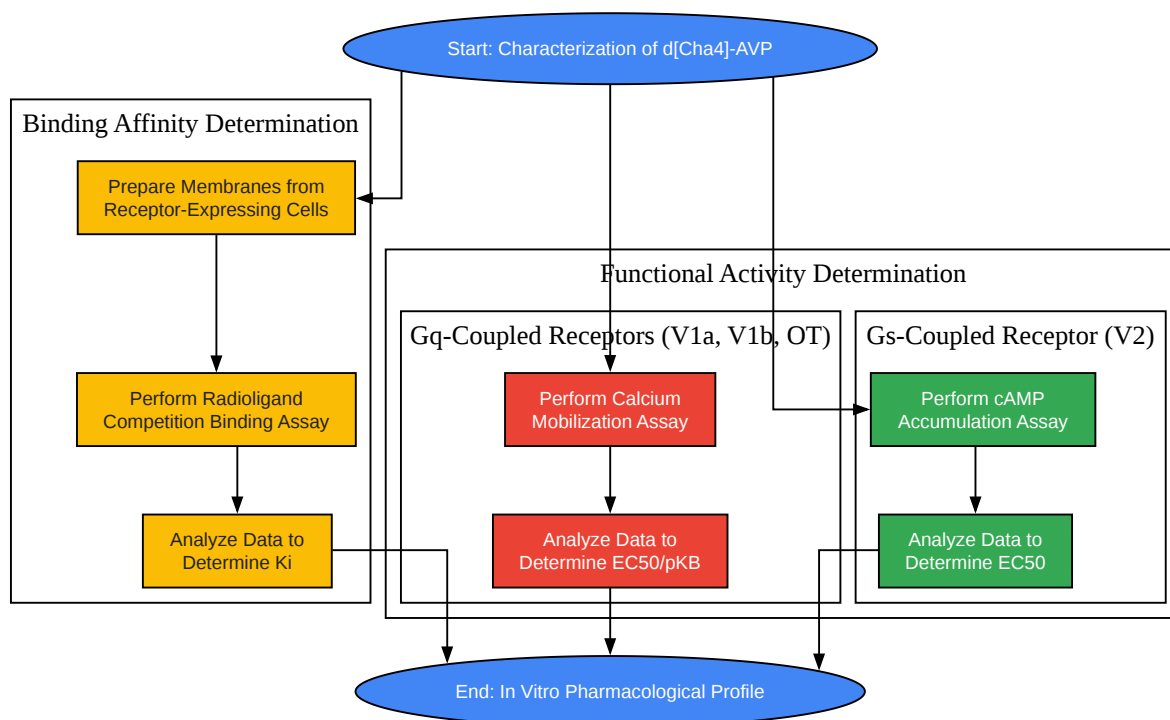 Start: Characterization of d[Cha4]-AVP
Binding Affinity Determination
Prepare Membranes from
Receptor-Expressing Cells
Perform Radioligand
Competition Binding Assay
Analyze Data to
Determine Ki
Functional Activity Determination
Gq-Coupled Receptors (V1a, V1b, OT)
Perform Calcium
Mobilization Assay
Analyze Data to
Determine EC50/pKB
Gs-Coupled Receptor (V2)
Perform cAMP
Accumulation Assay
Analyze Data to
Determine EC50
End: In Vitro Pharmacological Profile